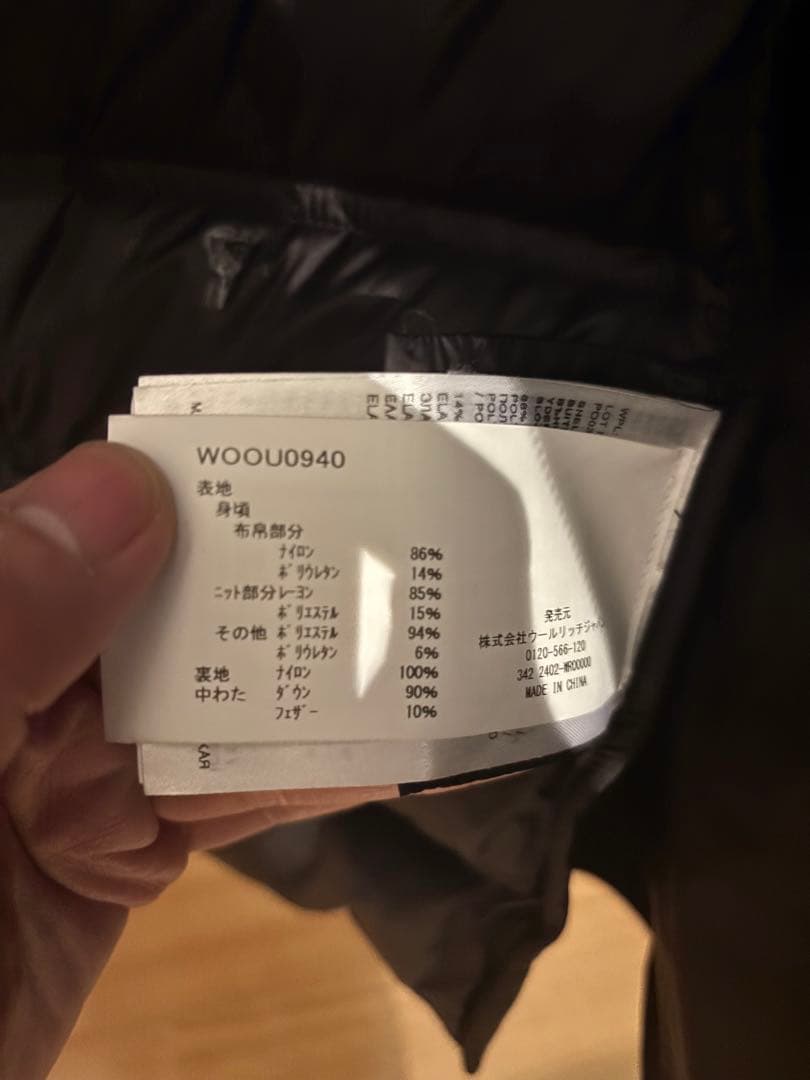 WOOU0940
表地
身頃
布帛部分
ﾅｲﾛﾝ 86%
ﾎﾟﾘｳﾚﾀﾝ 14%
ﾆｯﾄ部分 ﾚｰﾖﾝ 85%
ﾎﾟﾘｴｽﾃﾙ 15%
その他 ﾎﾟﾘｴｽﾃﾙ 94%
ﾎﾟﾘｳﾚﾀﾝ 6%
裏地 ﾅｲﾛﾝ 100%
中わた ﾀﾞｳﾝ 90%
ﾌｪｻﾞｰ 10%
発売元
株式会社ウールリッチジャパン
0120-566-120
342 2402-MR00000
MADE IN CHINA